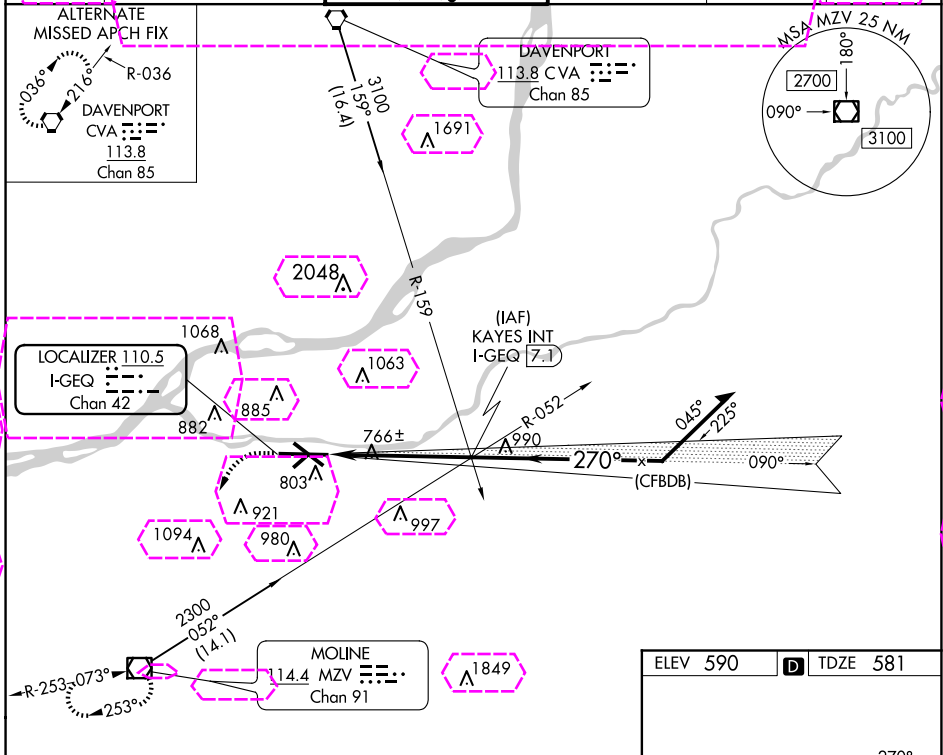 ALTERNATE
MISSED APCH FIX
036°
216°
R-036
DAVENPORT
CVA
113.8
Chan 85
3100
159°
(16.4)
DAVENPORT
113.8 CVA
Chan 85
MSA MZV 25 NM
180°
2700
090°
3100
1691
2048
R-159
(IAF)
KAYES INT
I-GEQ 7.1
1068
LOCALIZER 110.5
I-GEQ
Chan 42
1063
885
882
R-052
045°
225°
766±
990
270°
x
090°
(CFBDB)
803
921
997
1094
980
2300
052°
(14.1)
MOLINE
114.4 MZV
Chan 91
1849
R-253
073°
253°
ELEV 590
D
TDZE 581